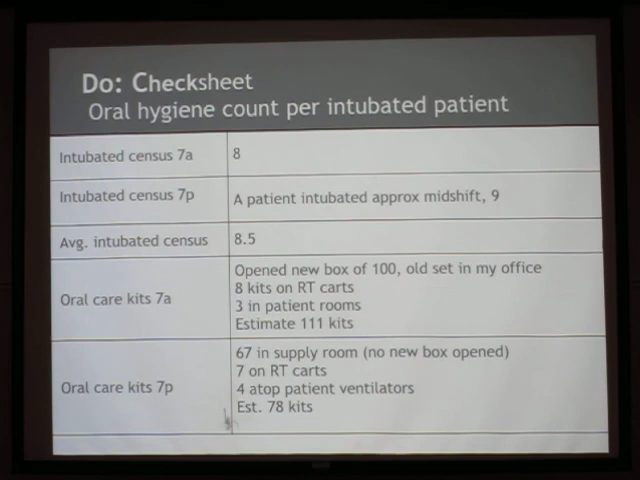 Do: Checksheet
Oral hygiene count per intubated patient
Intubated census 7a
8
Intubated census 7p
A patient intubated approx midshift, 9
Avg. intubated census
8.5
Oral care kits 7a
Opened new box of 100, old set in my office
8 kits on RT carts
3 in patient rooms
Estimate 111 kits
Oral care kits 7p
67 in supply room (no new box opened)
7 on RT carts
4 atop patient ventilators
Est. 78 kits